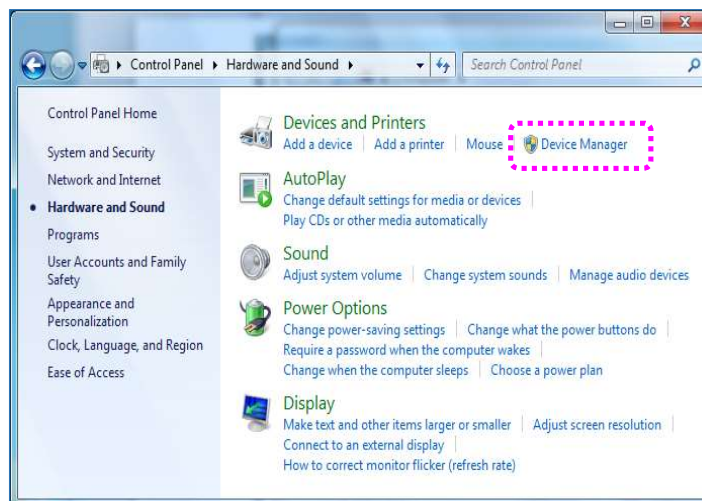 Control Panel Hardware and Sound Search Control Panel
Control Panel Home
System and Security
Network and Internet
Hardware and Sound
Programs
User Accounts and Family
Safety
Appearance and
Personalization
Clock, Language, and Region
Ease of Access
Devices and Printers
Add a device Add a printer Mouse Device Manager
AutoPlay
Change default settings for media or devices
Play CDs or other media automatically
Sound
Adjust system volume Change system sounds Manage audio devices
Power Options
Change power-saving settings Change what the power buttons do
Require a password when the computer wakes
Change when the computer sleeps Choose a power plan
Display
Make text and other items larger or smaller Adjust screen resolution
Connect to an external display
How to correct monitor flicker (refresh rate)